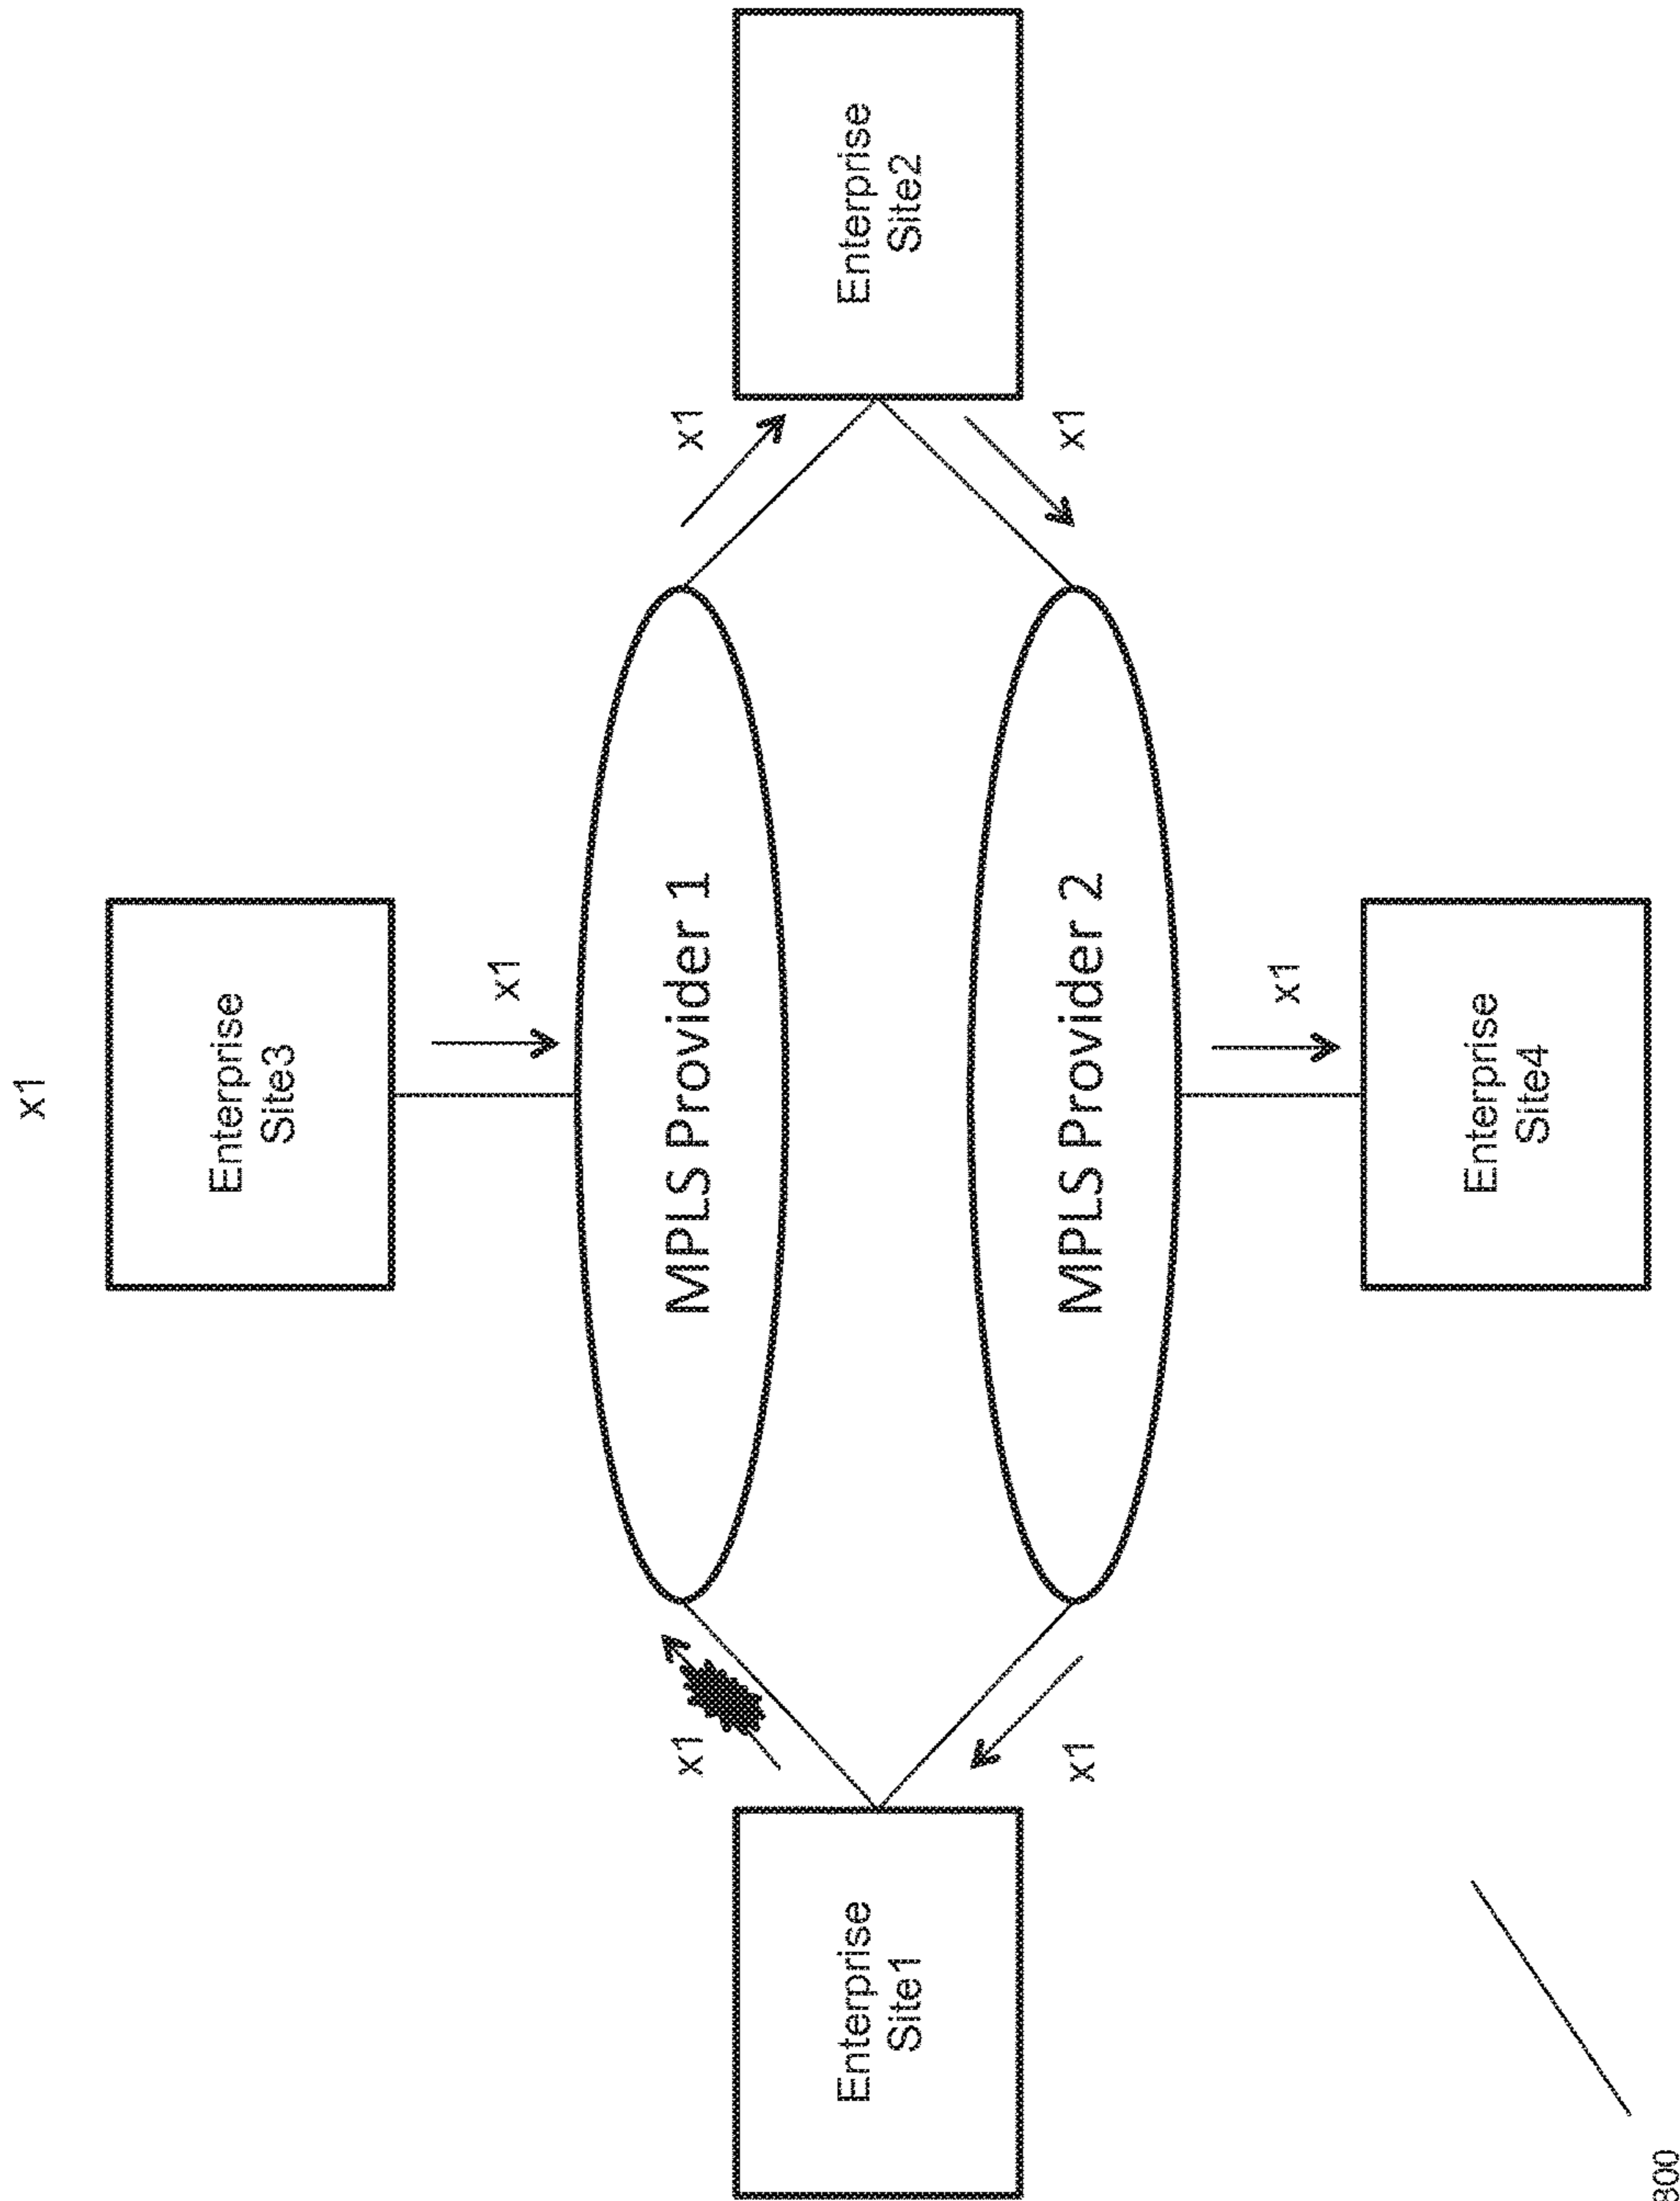 x1
Enterprise
Site3
x1
x1
MPLS Provider 1
x1
Enterprise
Site1
Enterprise
Site2
x1
MPLS Provider 2
x1
x1
Enterprise
Site4